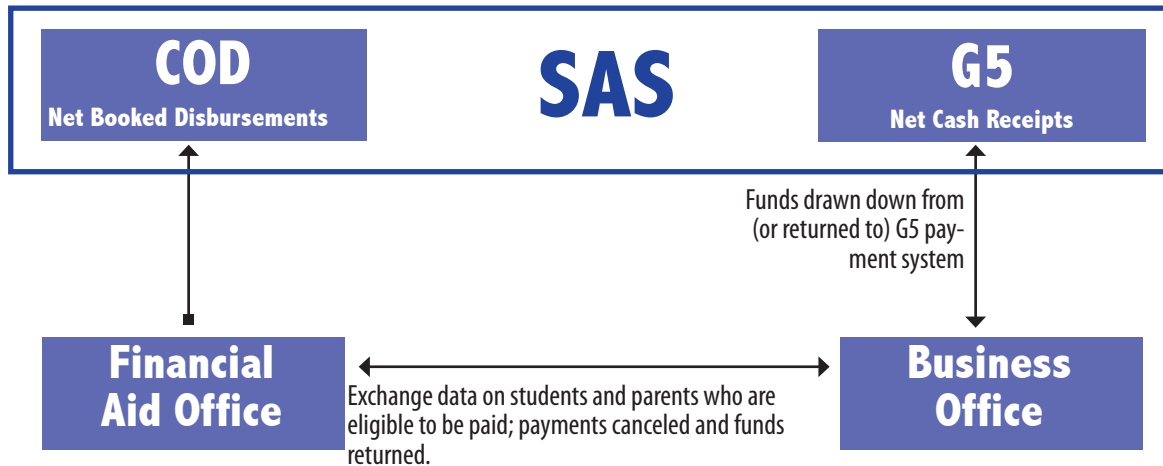 COD
Net Booked Disbursements
SAS
G5
Net Cash Receipts
Funds drawn down from
(or returned to) G5 pay-
ment system
Financial
Aid Office
Exchange data on students and parents who are
eligible to be paid; payments canceled and funds
returned.
Business
Office